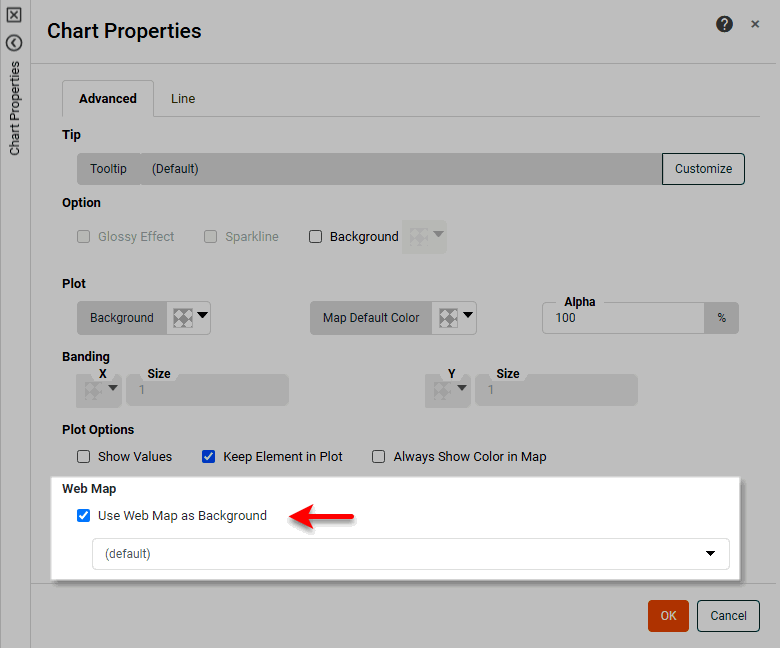 Chart Properties
Chart Properties
Advanced Line
Tip
Tooltip (Default) Customize
Option
Glossy Effect Sparkline Background
Plot
Background Map Default Color Alpha 100 %
Banding
X Size 1 Y Size 1
Plot Options
Show Values Keep Element in Plot Always Show Color in Map
Web Map
Use Web Map as Background
(default)
OK Cancel